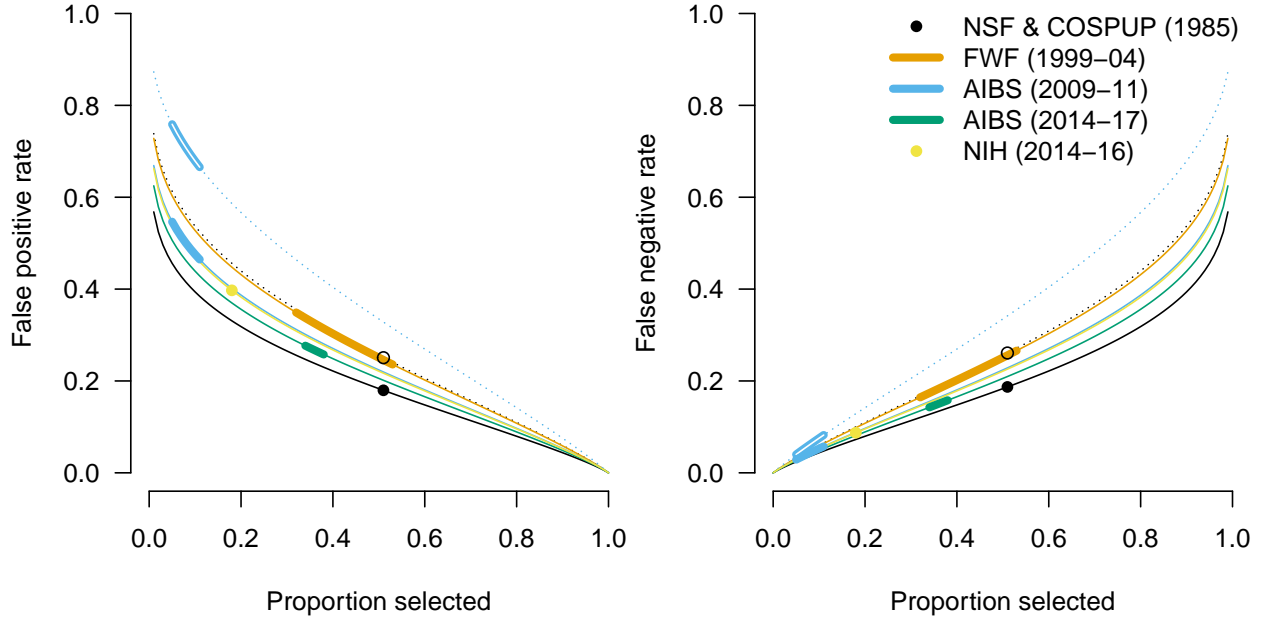 False positive rate
1.0
0.8
0.6
0.4
0.2
0.0
0.0 0.2 0.4 0.6 0.8 1.0
Proportion selected
False negative rate
1.0
0.8
0.6
0.4
0.2
0.0
0.0 0.2 0.4 0.6 0.8 1.0
Proportion selected
NSF & COSPUP (1985)
FWF (1999−04)
AIBS (2009−11)
AIBS (2014−17)
NIH (2014−16)